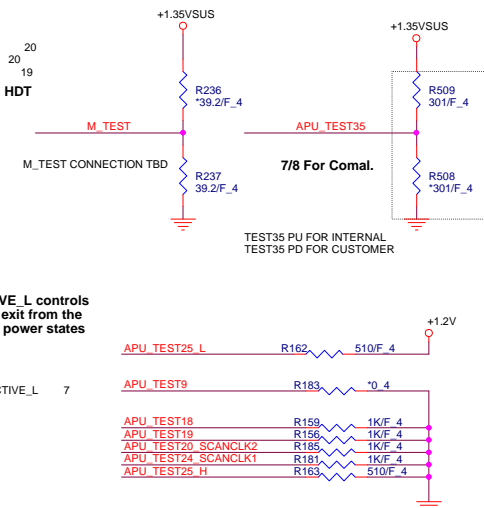 +1.35VSUS
+1.35VSUS
20
20
19
HDT
R236
*39.2/F_4
R509
301/F_4
M_TEST
APU_TEST35
M_TEST CONNECTION TBD
7/8 For Comal.
R237
39.2/F_4
R508
*301/F_4
TEST35 PU FOR INTERNAL
TEST35 PD FOR CUSTOMER
VE_L controls
exit from the
power states
+1.2V
APU_TEST25_L R162 510/F_4
CTIVE_L 7
APU_TEST9 R183 *0_4
APU_TEST18 R159 1K/F_4
APU_TEST19 R156 1K/F_4
APU_TEST20_SCANCLK2 R185 1K/F_4
APU_TEST24_SCANCLK1 R181 1K/F_4
APU_TEST25_H R163 510/F_4